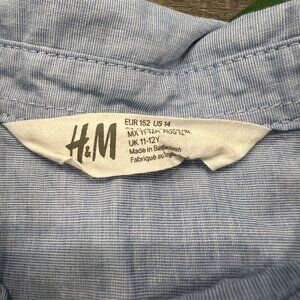 H&M
EUR 152 US 14
UK 11-12Y
Made in Bangladesh
Fabriqué au